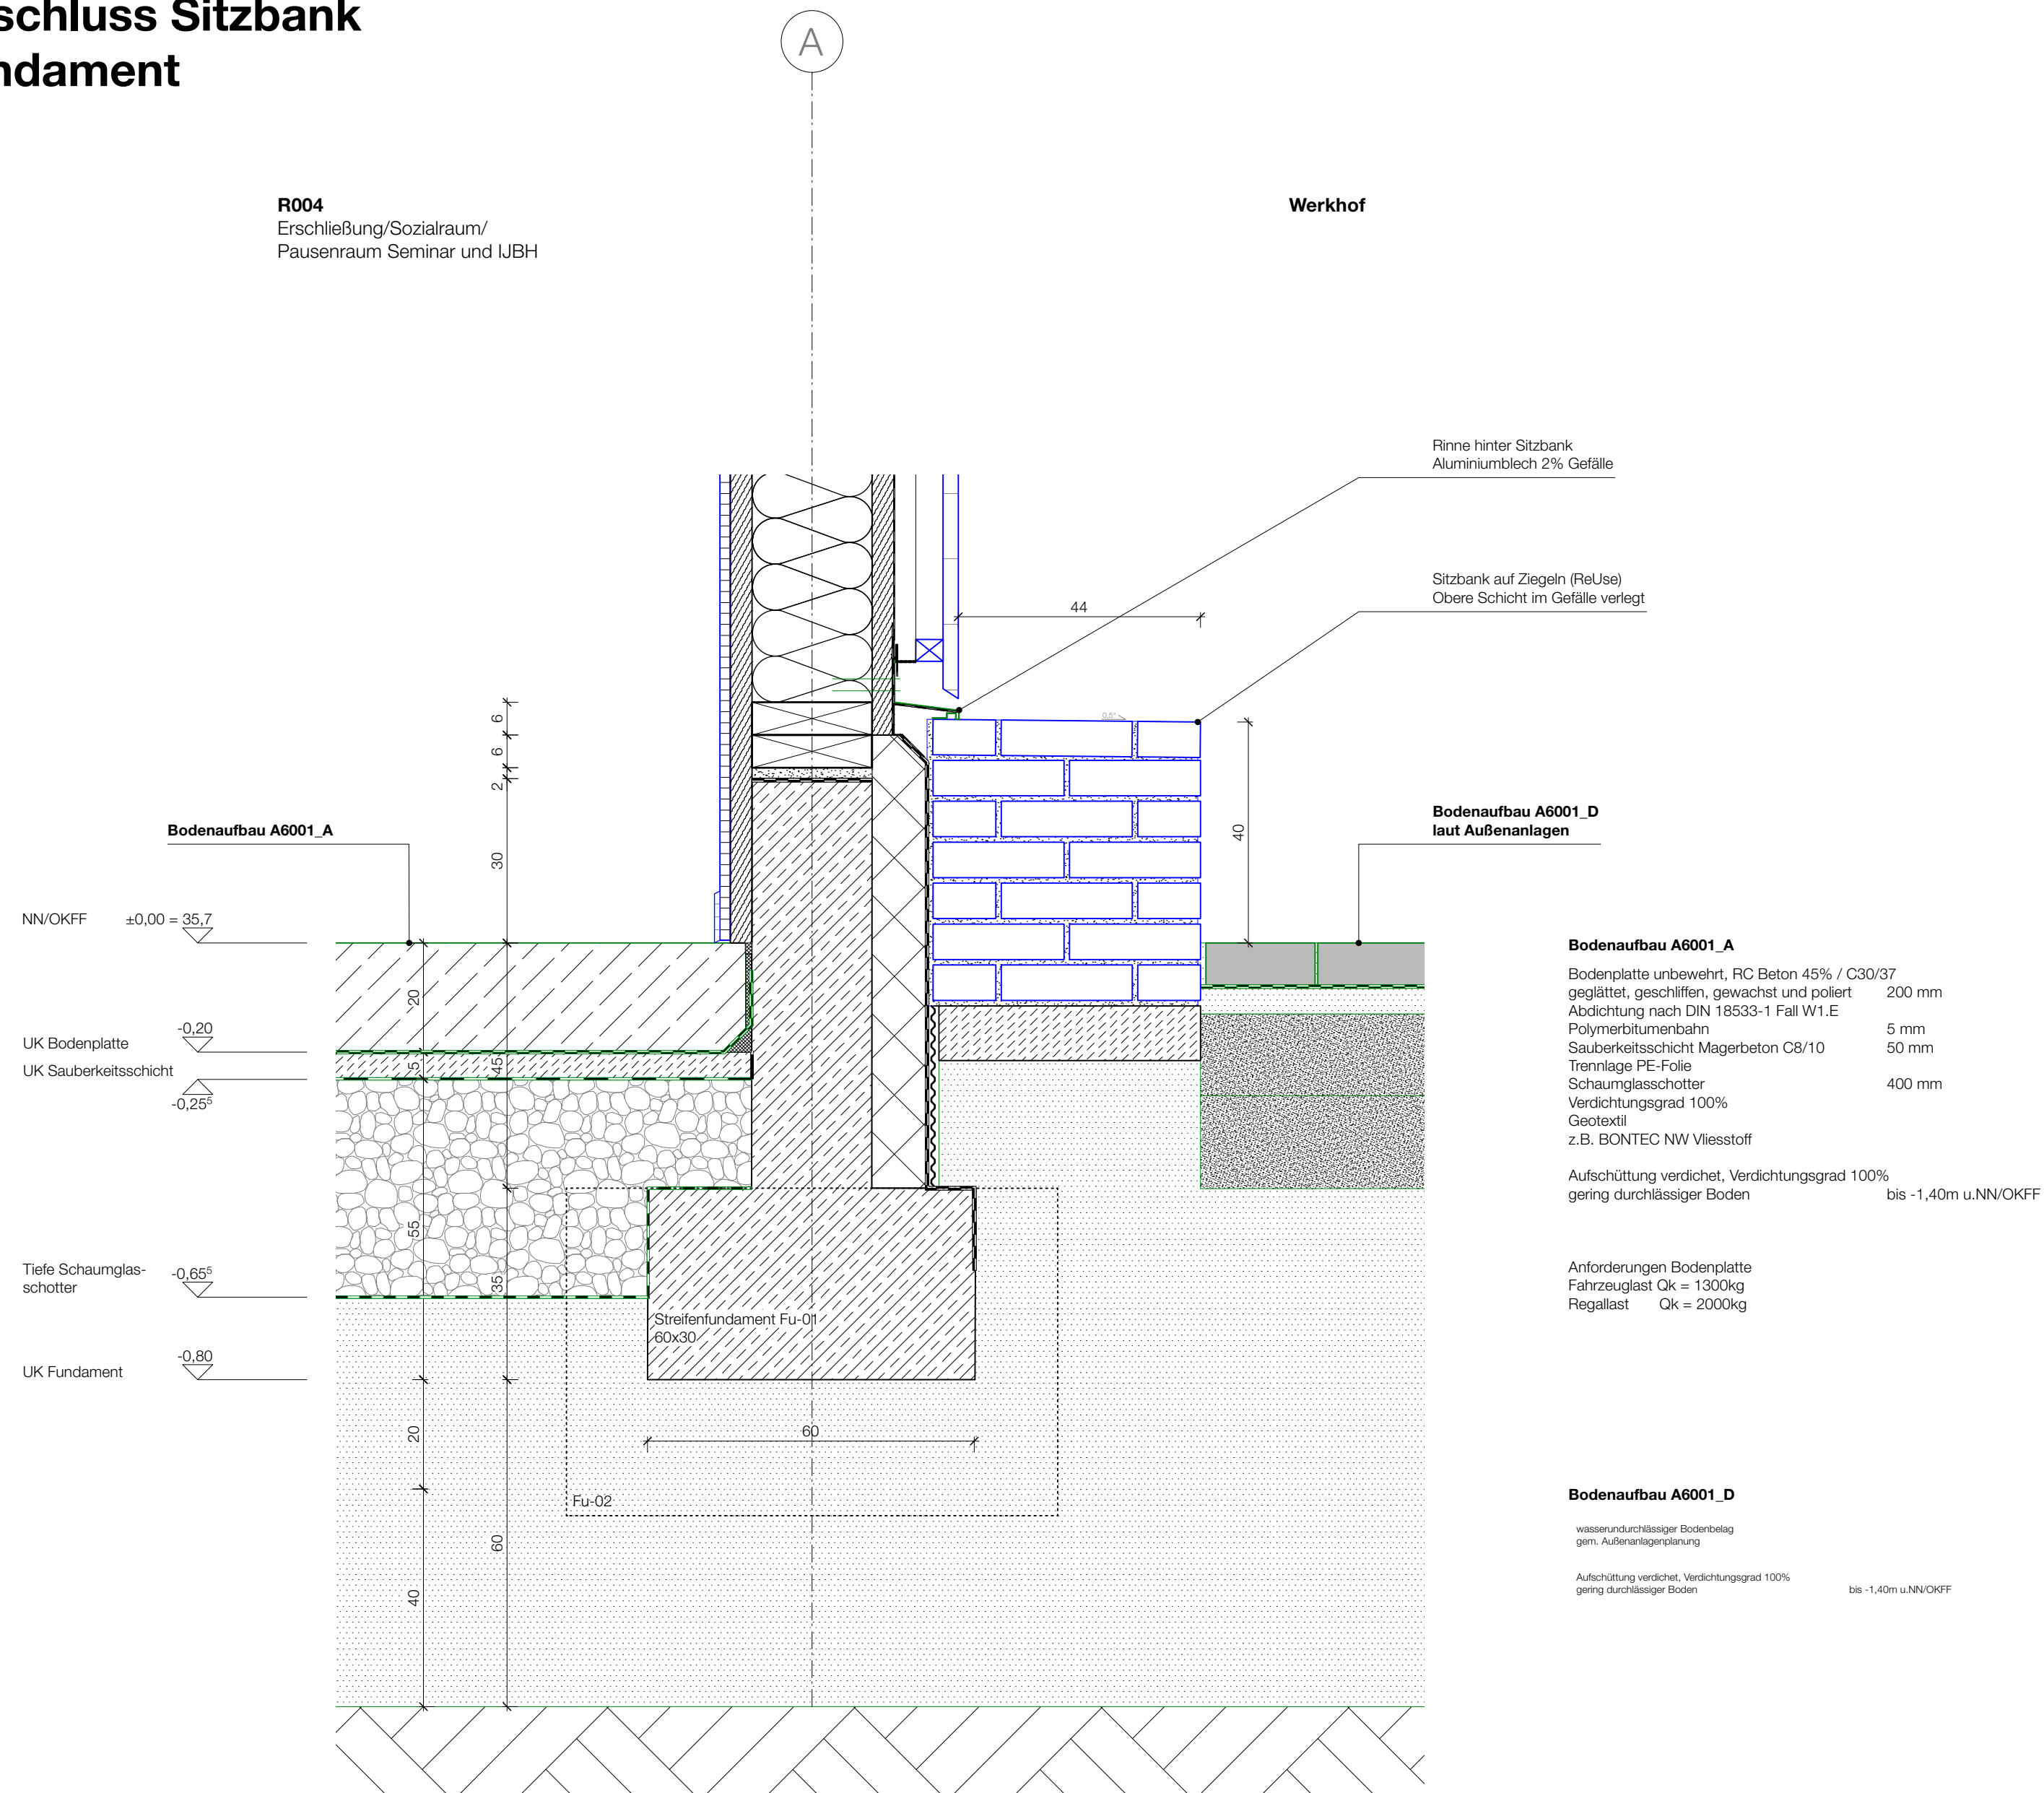 schluss Sitzbank
ndament
A
R004
Erschließung/Sozialraum/
Pausenraum Seminar und IJBH
Werkhof
Rinne hinter Sitzbank
Aluminiumblech 2% Gefälle
Sitzbank auf Ziegeln (ReUse)
Obere Schicht im Gefälle verlegt
44
0,5°
6
6
2
30
40
Bodenaufbau A6001_A
Bodenaufbau A6001_D
laut Außenanlagen
NN/OKFF ±0,00 = 35,7
20
-0,20
UK Bodenplatte
5
45
UK Sauberkeitsschicht
-0,25⁵
55
35
Tiefe Schaumglas-
schotter
-0,65⁵
Streifenfundament Fu-01
60x30
-0,80
UK Fundament
20
60
Fu-02
60
40
Bodenaufbau A6001_A
Bodenplatte unbewehrt, RC Beton 45% / C30/37
geglättet, geschliffen, gewachst und poliert 200 mm
Abdichtung nach DIN 18533-1 Fall W1.E
Polymerbitumenbahn 5 mm
Sauberkeitsschicht Magerbeton C8/10 50 mm
Trennlage PE-Folie
Schaumglasschotter 400 mm
Verdichtungsgrad 100%
Geotextil
z.B. BONTEC NW Vliesstoff
Aufschüttung verdichet, Verdichtungsgrad 100%
gering durchlässiger Boden bis -1,40m u.NN/OKFF
Anforderungen Bodenplatte
Fahrzeuglast Qk = 1300kg
Regallast Qk = 2000kg
Bodenaufbau A6001_D
wasserundurchlässiger Bodenbelag
gem. Außenanlagenplanung
Aufschüttung verdichet, Verdichtungsgrad 100%
gering durchlässiger Boden bis -1,40m u.NN/OKFF